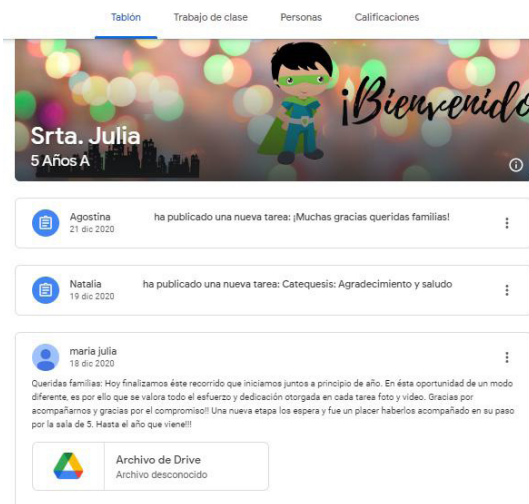 Tablón Trabajo de clase Personas Calificaciones
¡Bienvenido
Srta. Julia
5 Años A
Agostina ha publicado una nueva tarea: ¡Muchas gracias queridas familias!
21 dic 2020
Natalia ha publicado una nueva tarea: Catequesis: Agradecimiento y saludo
19 dic 2020
maria julia
18 dic 2020
Queridas familias: Hoy finalizamos éste recorrido que iniciamos juntos a principio de año. En ésta oportunidad de un modo
diferente, es por ello que se valora todo el esfuerzo y dedicación otorgada en cada tarea foto y video. Gracias por
acompañarnos y gracias por el compromiso!! Una nueva etapa los espera y fue un placer haberlos acompañado en su paso
por la sala de 5. Hasta el año que viene!!!
Archivo de Drive
Archivo desconocido